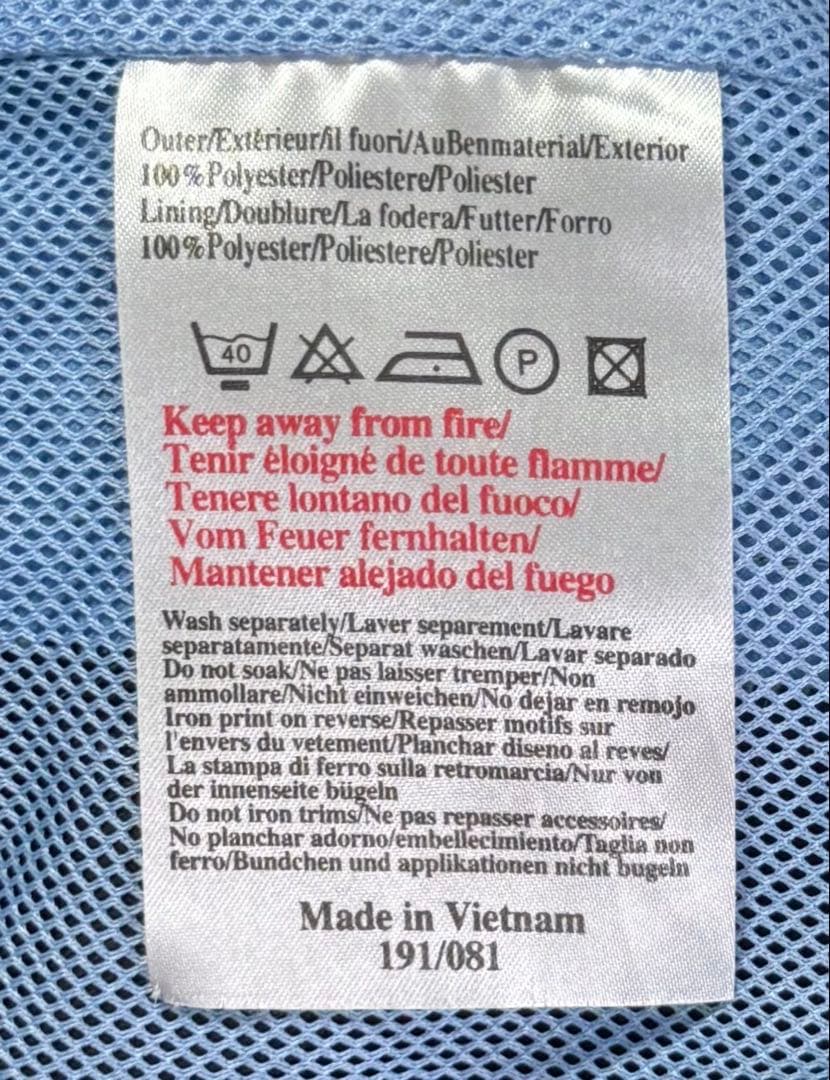 Outer/Extérieur/il fuori/AuBenmaterial/Exterior
100%Polyester/Poliestere/Poliester
Lining/Doublure/La fodera/Futter/Forro
100%Polyester/Poliestere/Poliester
40 P
Keep away from fire/
Tenir éloigné de toute flamme/
Tenere lontano del fuoco/
Vom Feuer fernhalten/
Mantener alejado del fuego
Wash separately/Laver separement/Lavare
separatamente/Separat waschen/Lavar separado
Do not soak/Ne pas laisser tremper/Non
ammollare/Nicht einweichen/No dejar en remojo
Iron print on reverse/Repasser motifs sur
l'envers du vetement/Planchar diseno al reves/
La stampa di ferro sulla retromarcia/Nur von
der innenseite bügeln
Do not iron trims/Ne pas repasser accessoires/
No planchar adorno/embellecimiento/Taglia non
ferro/Bundchen und applikationen nicht bugeln
Made in Vietnam
191/081